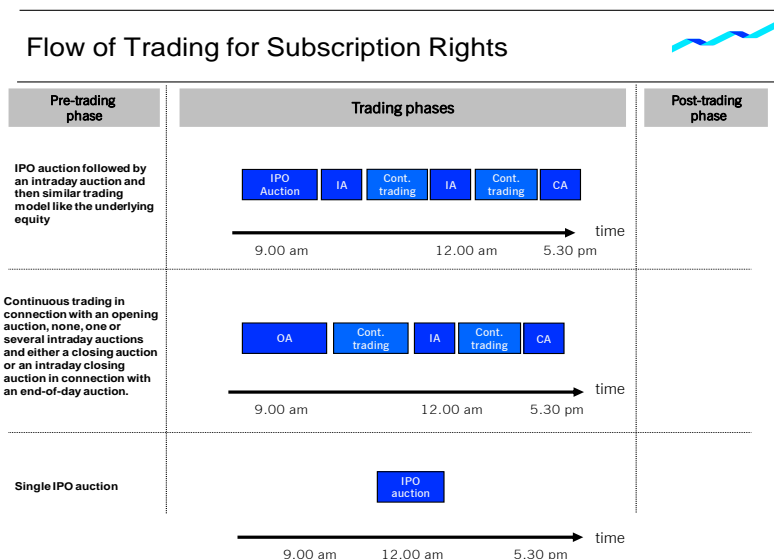 Flow of Trading for Subscription Rights
Pre-trading
phase
Trading phases
Post-trading
phase
IPO auction followed by
an intraday auction and
then similar trading
model like the underlying
equity
IPO
Auction
IA
Cont.
trading
IA
Cont.
trading
CA
time
9.00 am
12.00 am
5.30 pm
Continuous trading in
connection with an opening
auction, none, one or
several intraday auctions
and either a closing auction
or an intraday closing
auction in connection with
an end-of-day auction.
OA
Cont.
trading
IA
Cont.
trading
CA
time
9.00 am
12.00 am
5.30 pm
Single IPO auction
IPO
auction
time
9.00 am
12.00 am
5.30 pm